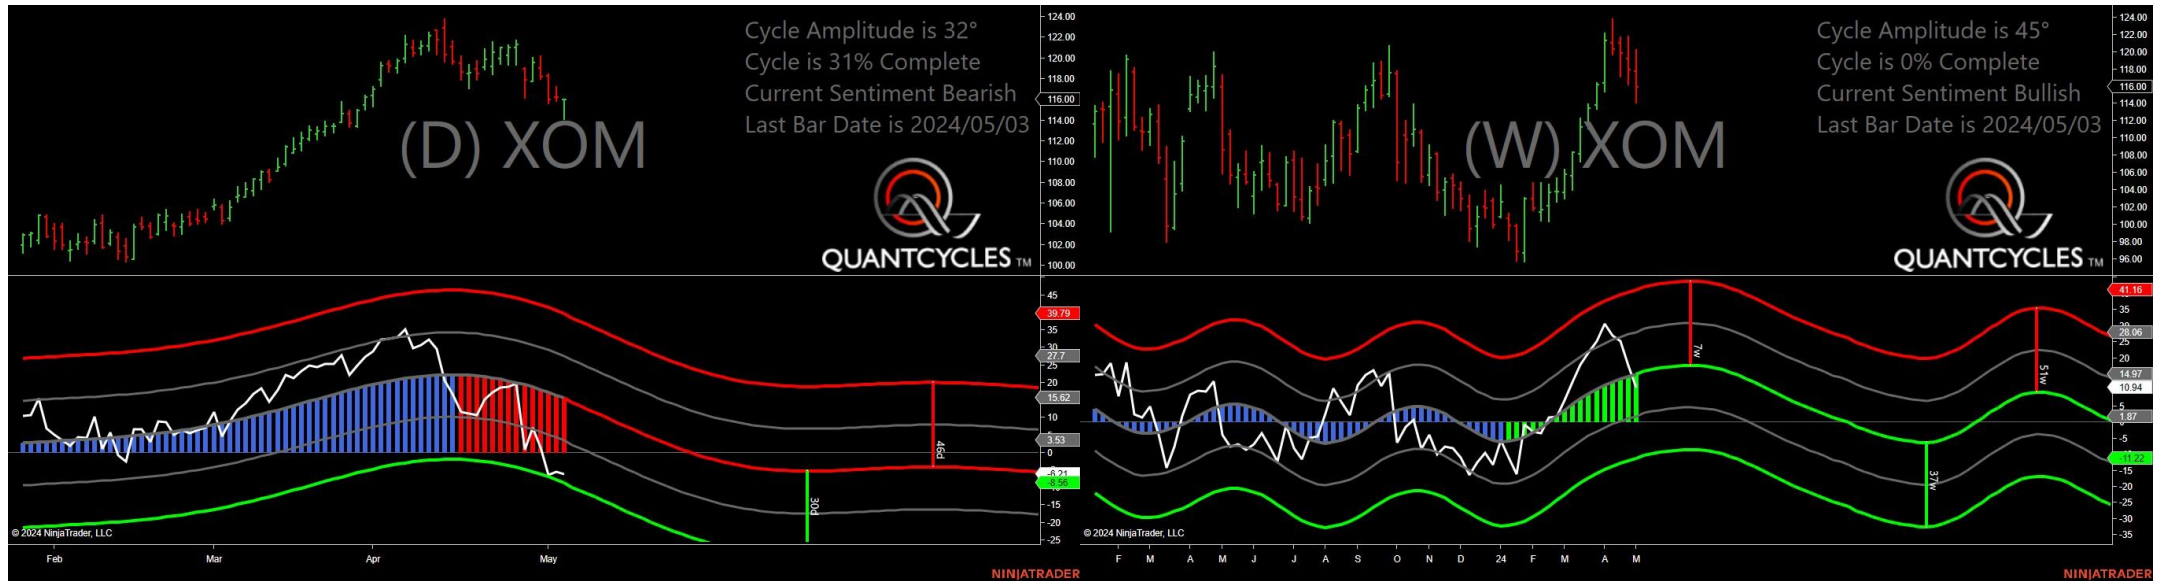 Cycle Amplitude is 32°
Cycle is 31% Complete
Current Sentiment Bearish
Last Bar Date is 2024/05/03
(D) XOM
QUANTCYCLES TM
124.00
122.00
120.00
118.00
116.00
114.00
112.00
110.00
108.00
106.00
104.00
102.00
100.00
45
39.79
35
30
27.7
20
15.62
10
3.53
0
-6.21
-8.56
-15
-20
-25
46d
30d
© 2024 NinjaTrader, LLC
Feb Mar Apr May
NINJATRADER
Cycle Amplitude is 45°
Cycle is 0% Complete
Current Sentiment Bullish
Last Bar Date is 2024/05/03
(W) XOM
QUANTCYCLES TM
124.00
122.00
120.00
118.00
116.00
114.00
112.00
110.00
108.00
106.00
104.00
102.00
100.00
98.00
96.00
41.16
35
28.06
25
20
14.97
10.94
5
1.87
-5
-11.22
-15
-20
-25
-30
-35
7w
51w
37w
© 2024 NinjaTrader, LLC
F M A M J J A S O N D 24 F M A M
NINJATRADER